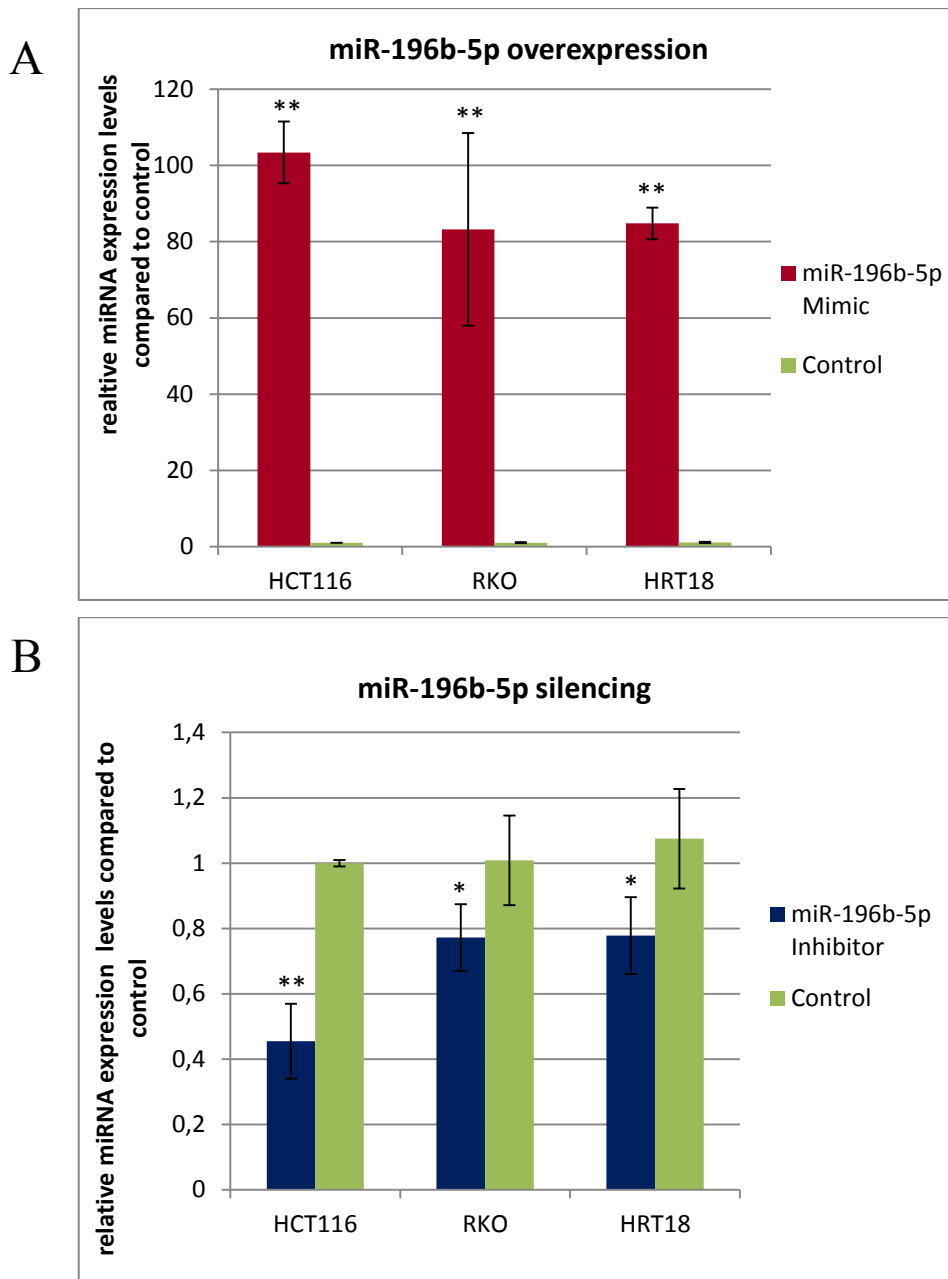 A
miR-196b-5p overexpression
realtive miRNA expression levels
compared to control
120
100
80
60
40
20
0
**
**
**
HCT116
RKO
HRT18
miR-196b-5p
Mimic
Control
B
miR-196b-5p silencing
relative miRNA expression levels compared to
control
1,4
1,2
1
0,8
0,6
0,4
0,2
0
**
*
*
HCT116
RKO
HRT18
miR-196b-5p
Inhibitor
Control